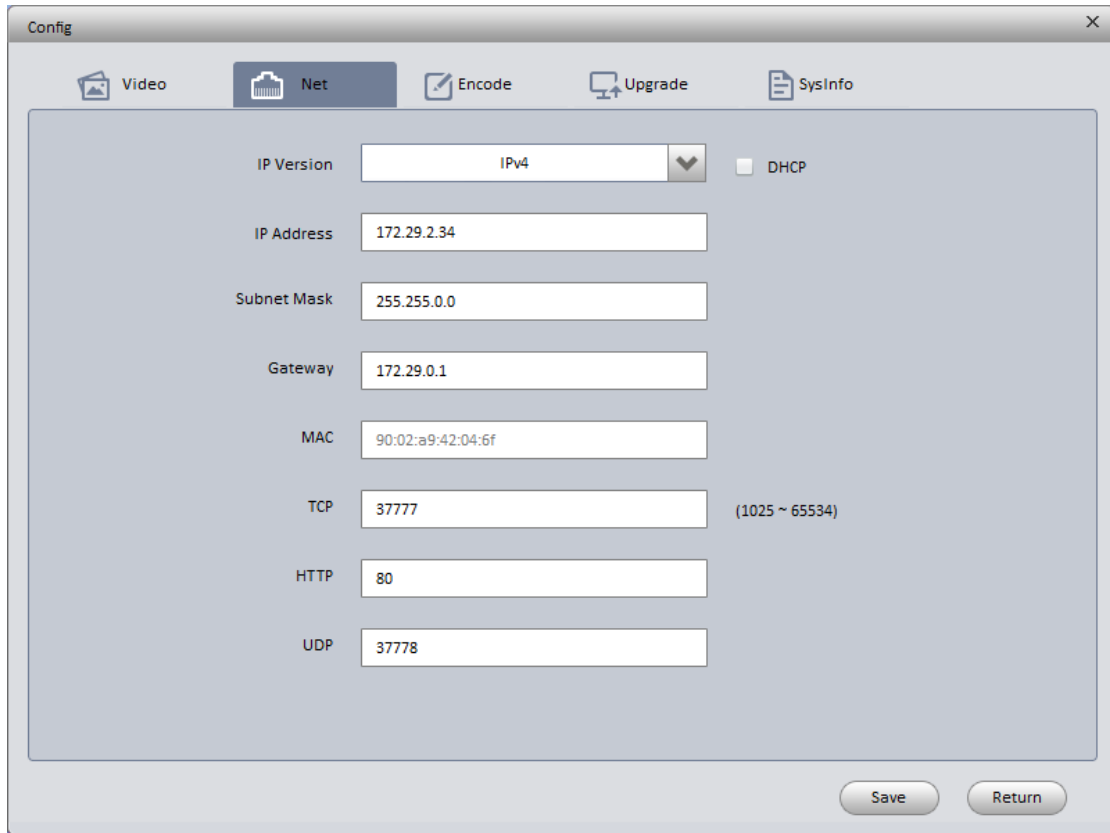 Config
Video Net Encode Upgrade SysInfo
IP Version IPv4 DHCP
IP Address 172.29.2.34
Subnet Mask 255.255.0.0
Gateway 172.29.0.1
MAC 90:02:a9:42:04:6f
TCP 37777 (1025 ~ 65534)
HTTP 80
UDP 37778
Save Return